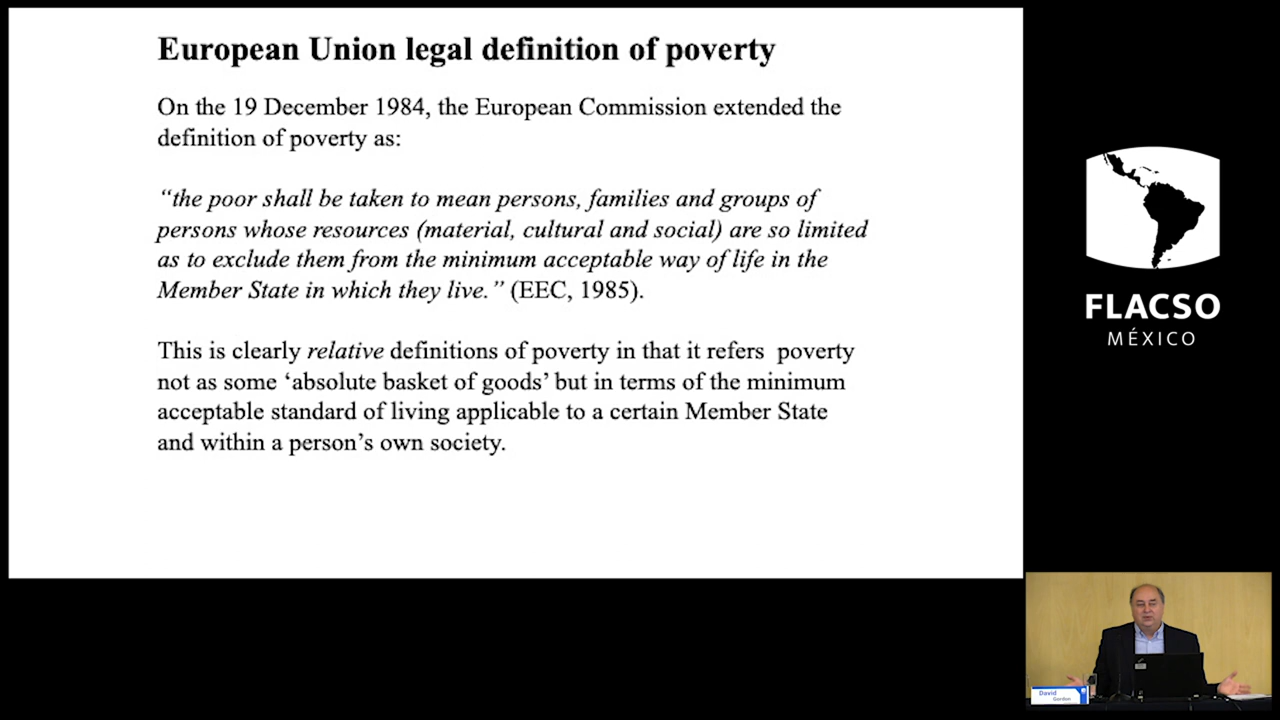 European Union legal definition of poverty
On the 19 December 1984, the European Commission extended the
definition of poverty as:
“the poor shall be taken to mean persons, families and groups of
persons whose resources (material, cultural and social) are so limited
as to exclude them from the minimum acceptable way of life in the
Member State in which they live.” (EEC, 1985).
This is clearly relative definitions of poverty in that it refers  poverty
not as some ‘absolute basket of goods’ but in terms of the minimum
acceptable standard of living applicable to a certain Member State
and within a person’s own society.
FLACSO
MÉXICO
David
Gordon